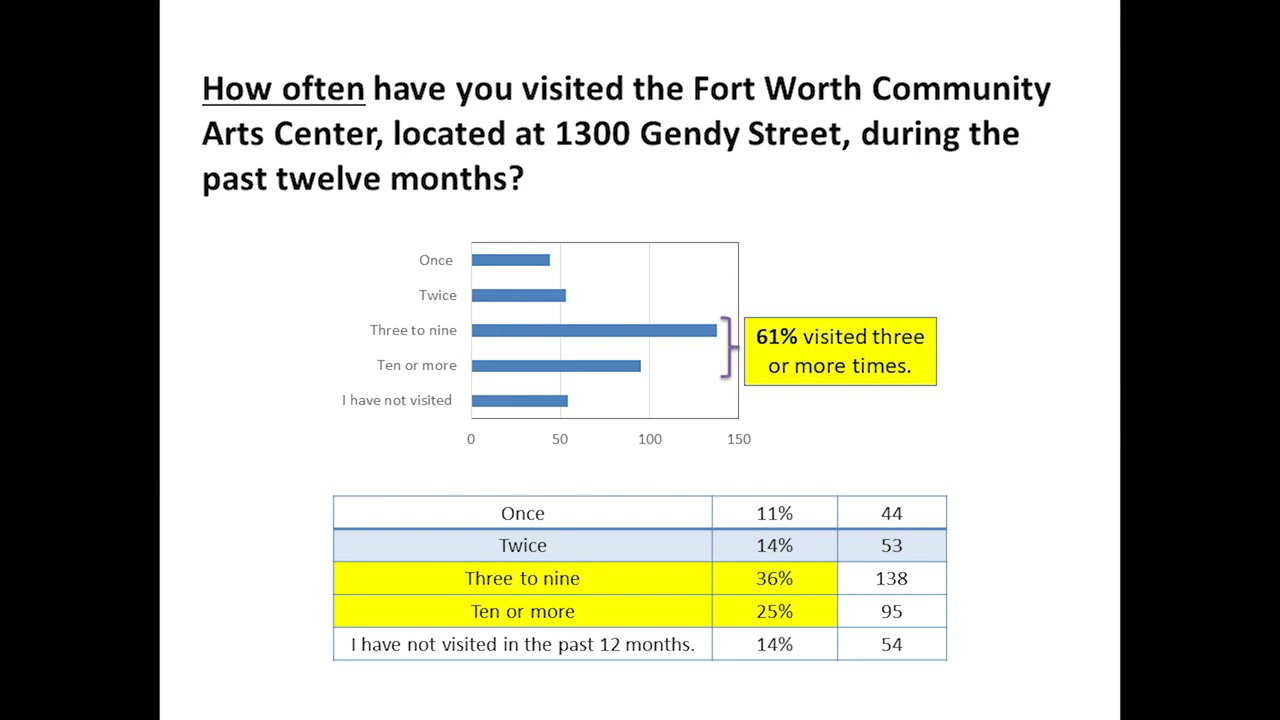 How often have you visited the Fort Worth Community
Arts Center, located at 1300 Gendy Street, during the
past twelve months?
Once
Twice
Three to nine
Ten or more
I have not visited
0 50 100 150
61% visited three
or more times.
Once 11% 44
Twice 14% 53
Three to nine 36% 138
Ten or more 25% 95
I have not visited in the past 12 months. 14% 54